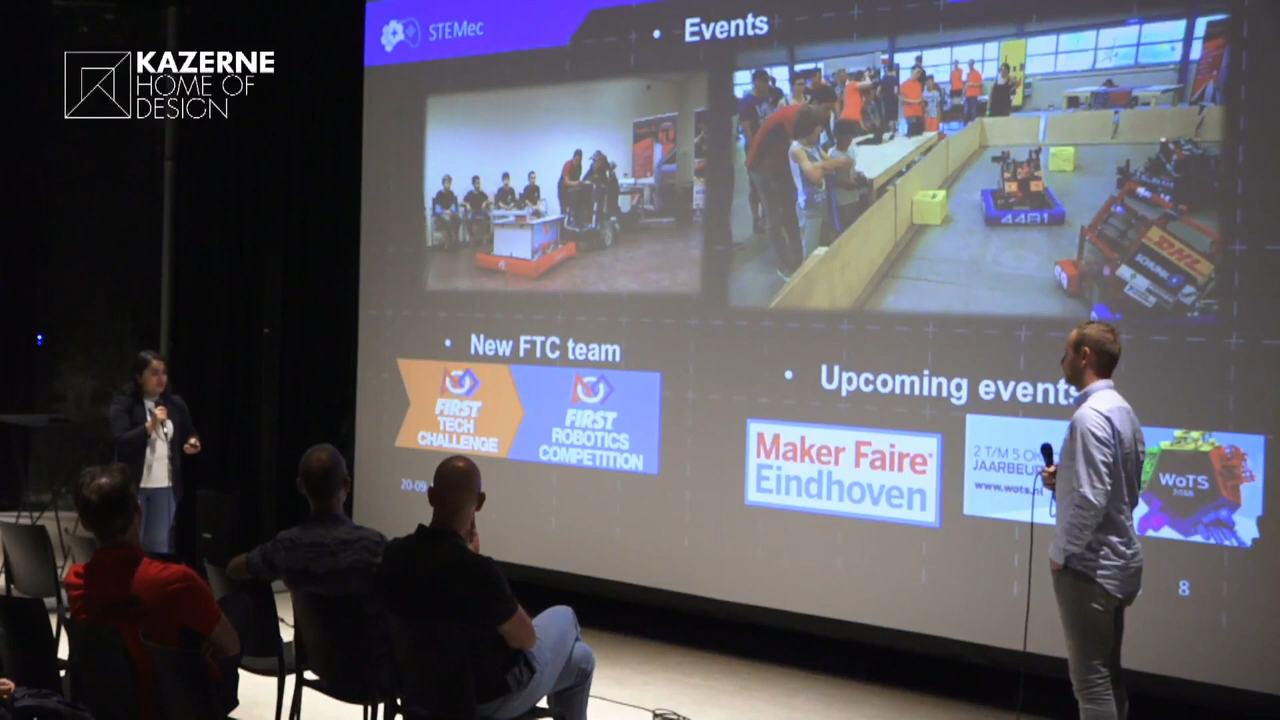 KAZERNE
HOME OF
DESIGN
STEMec
• Events
4481
DHL
• New FTC team
FIRST
TECH
CHALLENGE
FIRST
ROBOTICS
COMPETITION
• Upcoming events
Maker Faire
Eindhoven
2 T/M 5 OK
JAARBEU
www.wots.nl
WoTS
20-09
8